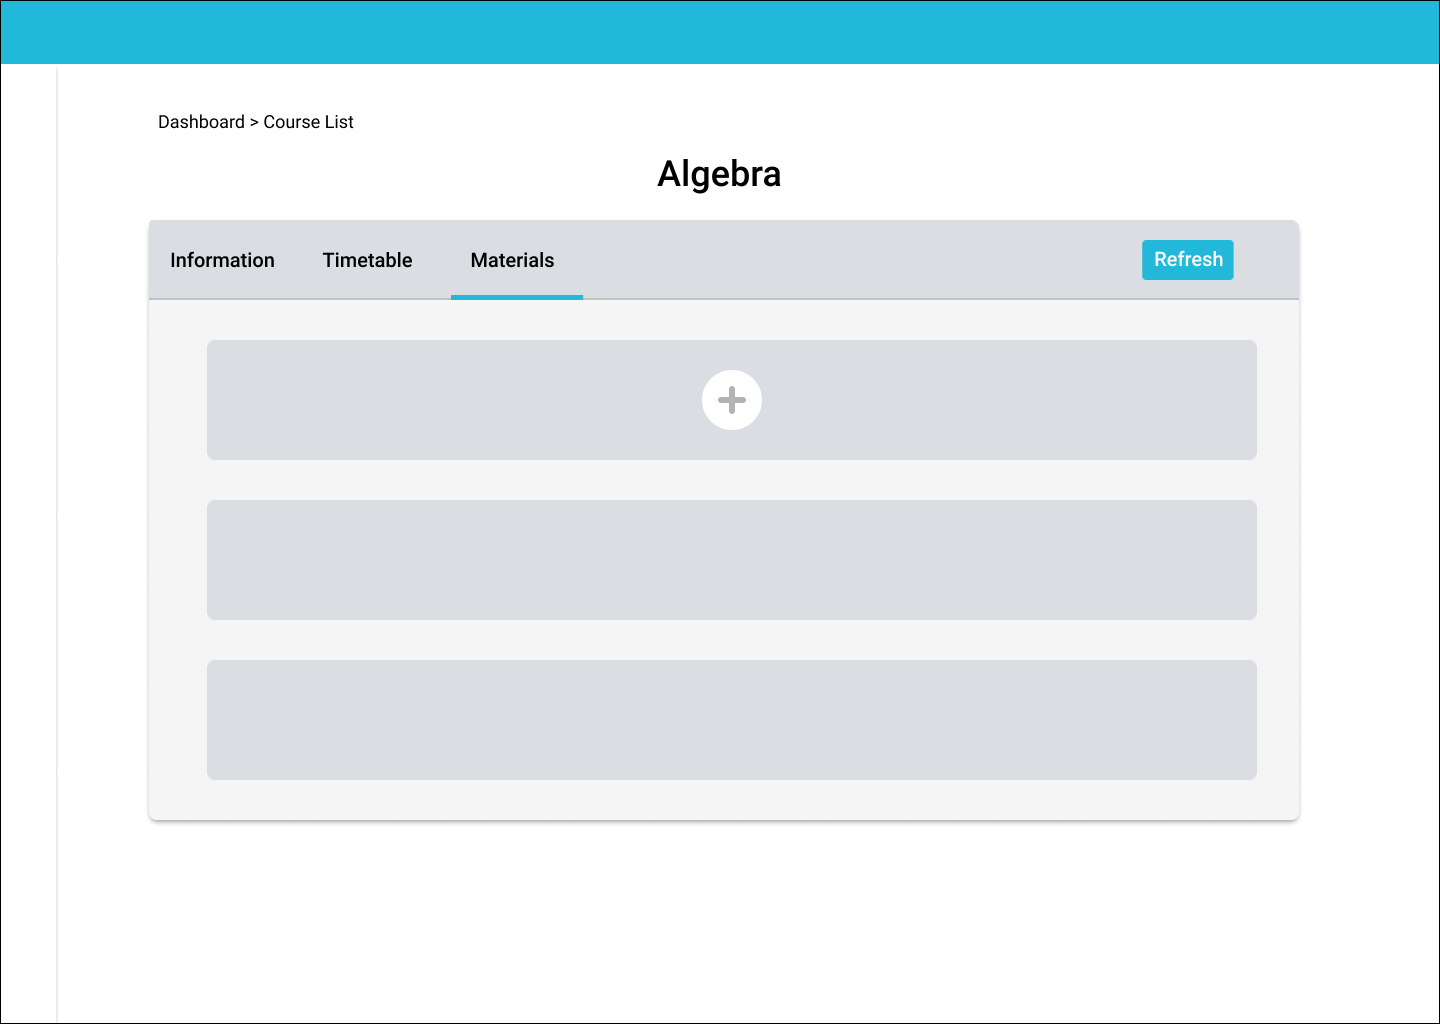 Dashboard > Course List
Algebra
Information Timetable Materials Refresh